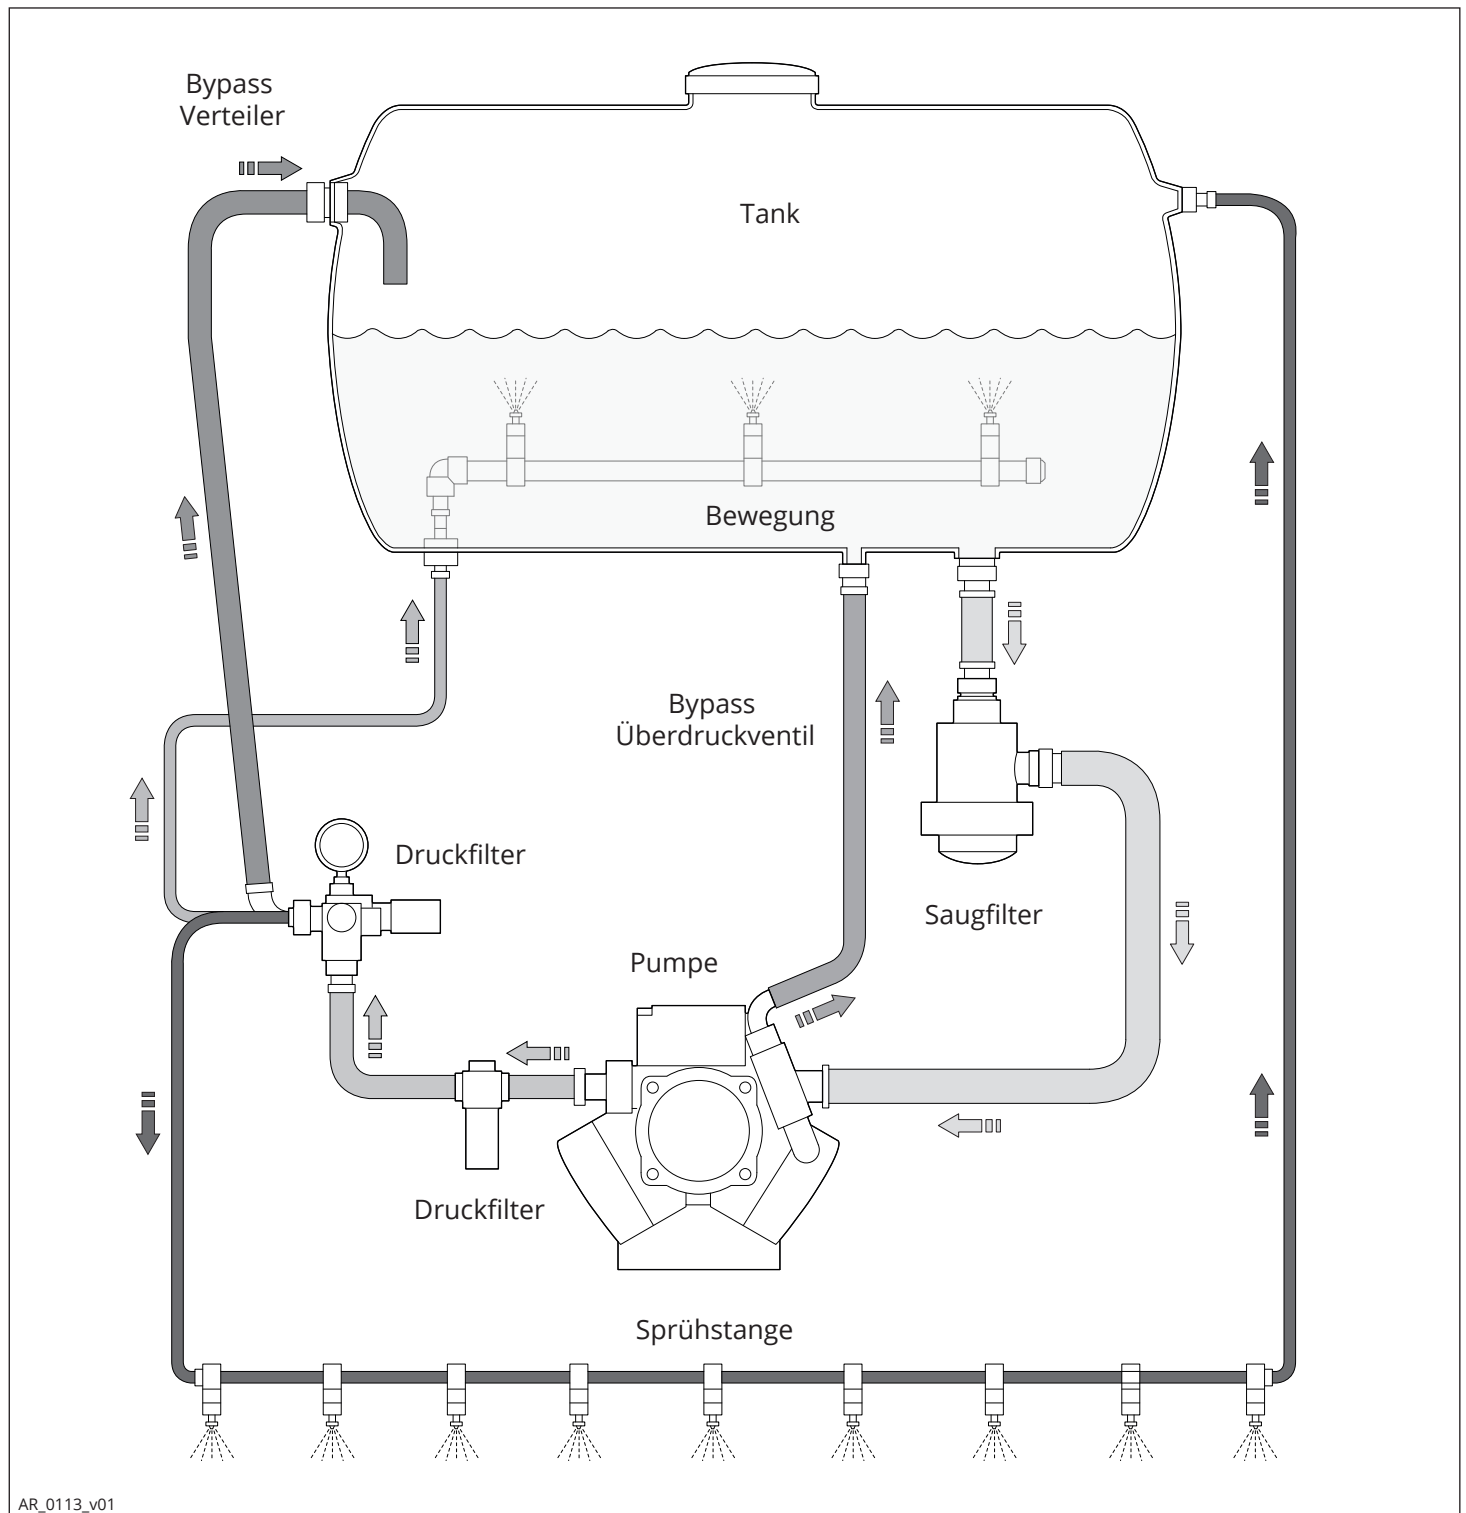 Bypass
Verteiler
Tank
Bewegung
Bypass
Überdruckventil
Druckfilter
Saugfilter
Pumpe
Druckfilter
Sprühstange
AR_0113_v01